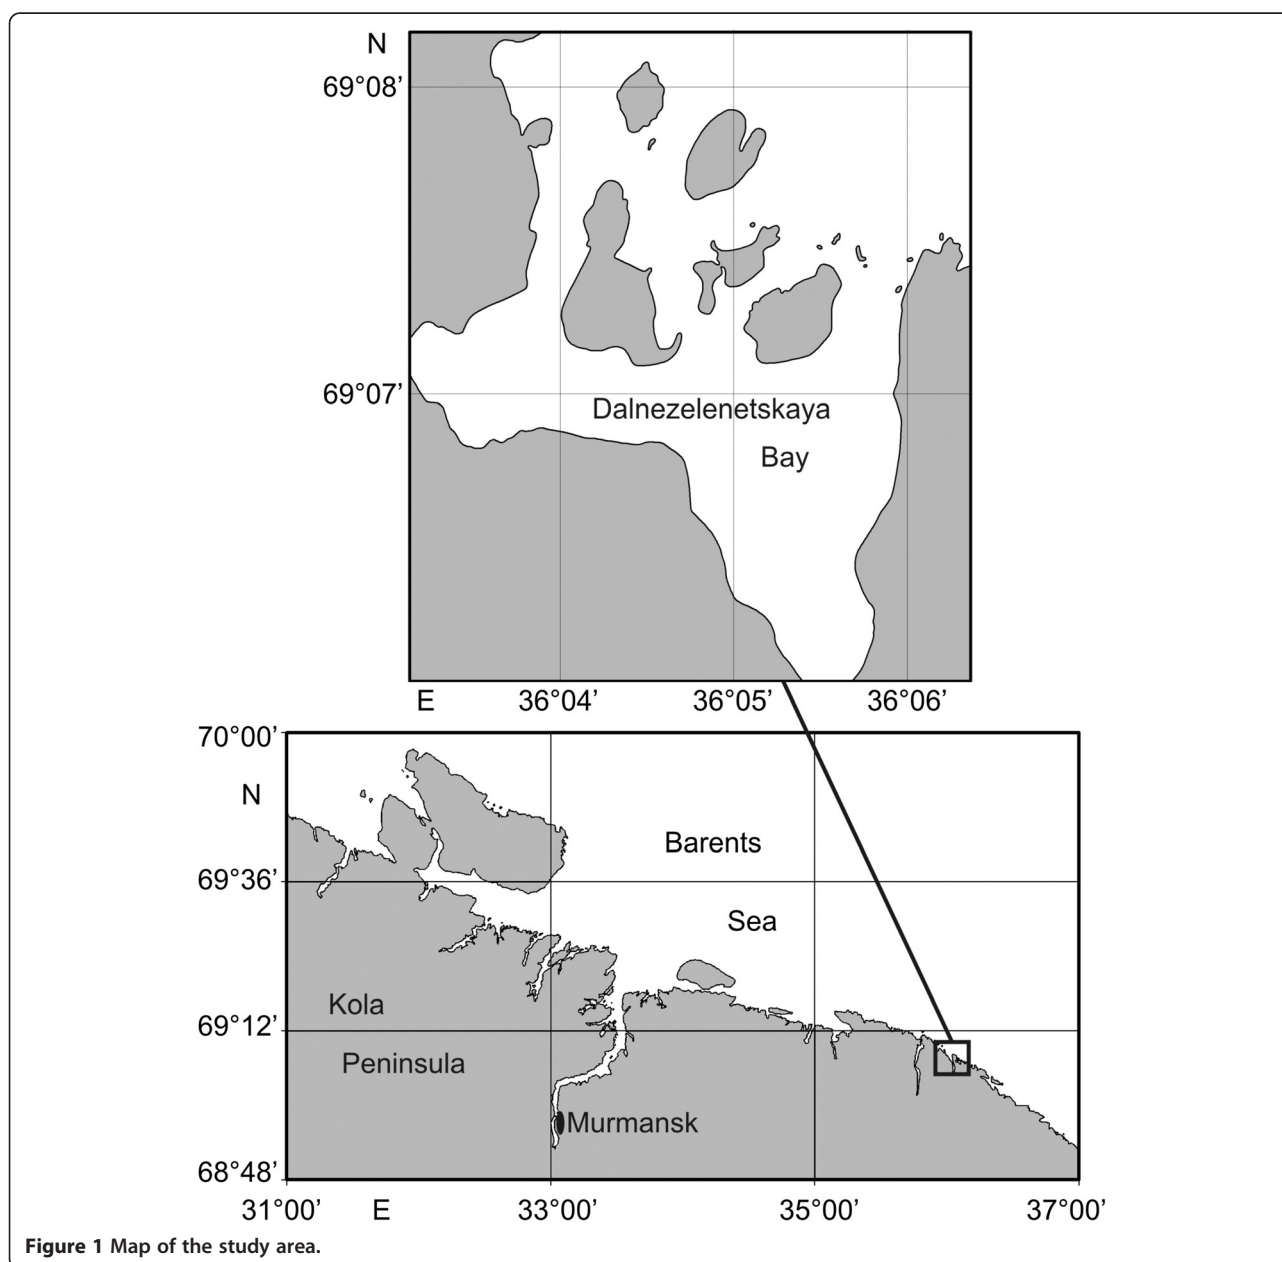 N
69°08’
69°07’
Dalnezelenetskaya
Bay
E 36°04’ 36°05’ 36°06’
70°00’
N
Barents
69°36’
Sea
Kola
69°12’
Peninsula
Murmansk
68°48’
31°00’ E 33°00’ 35°00’ 37°00’
Figure 1 Map of the study area.